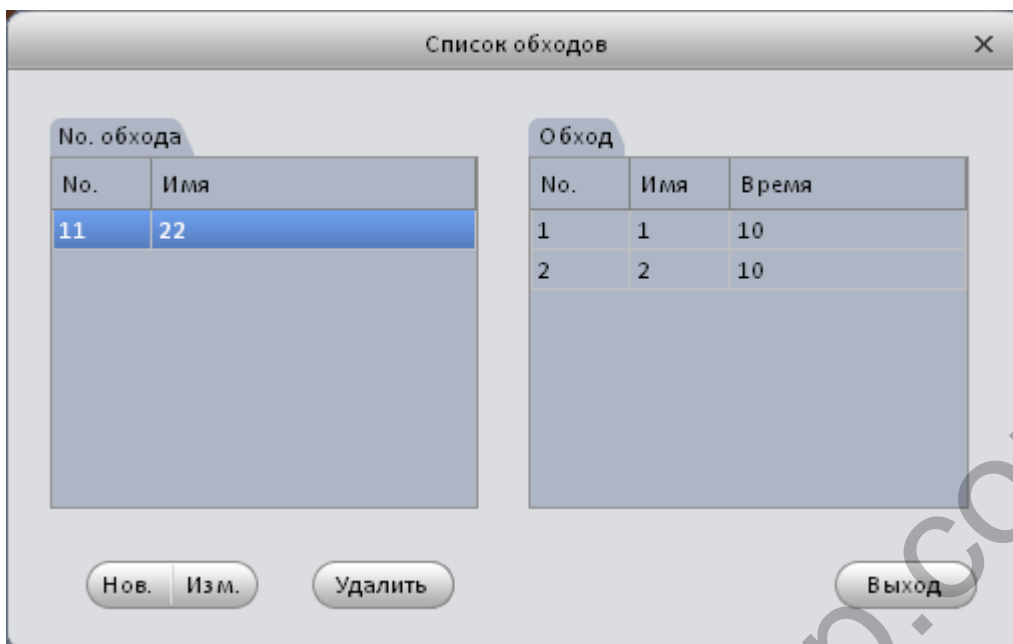 Список обходов
No. обхода
No. Имя
11 22
Обход
No. Имя Время
1 1 10
2 2 10
Нов. Изм. Удалить Выход